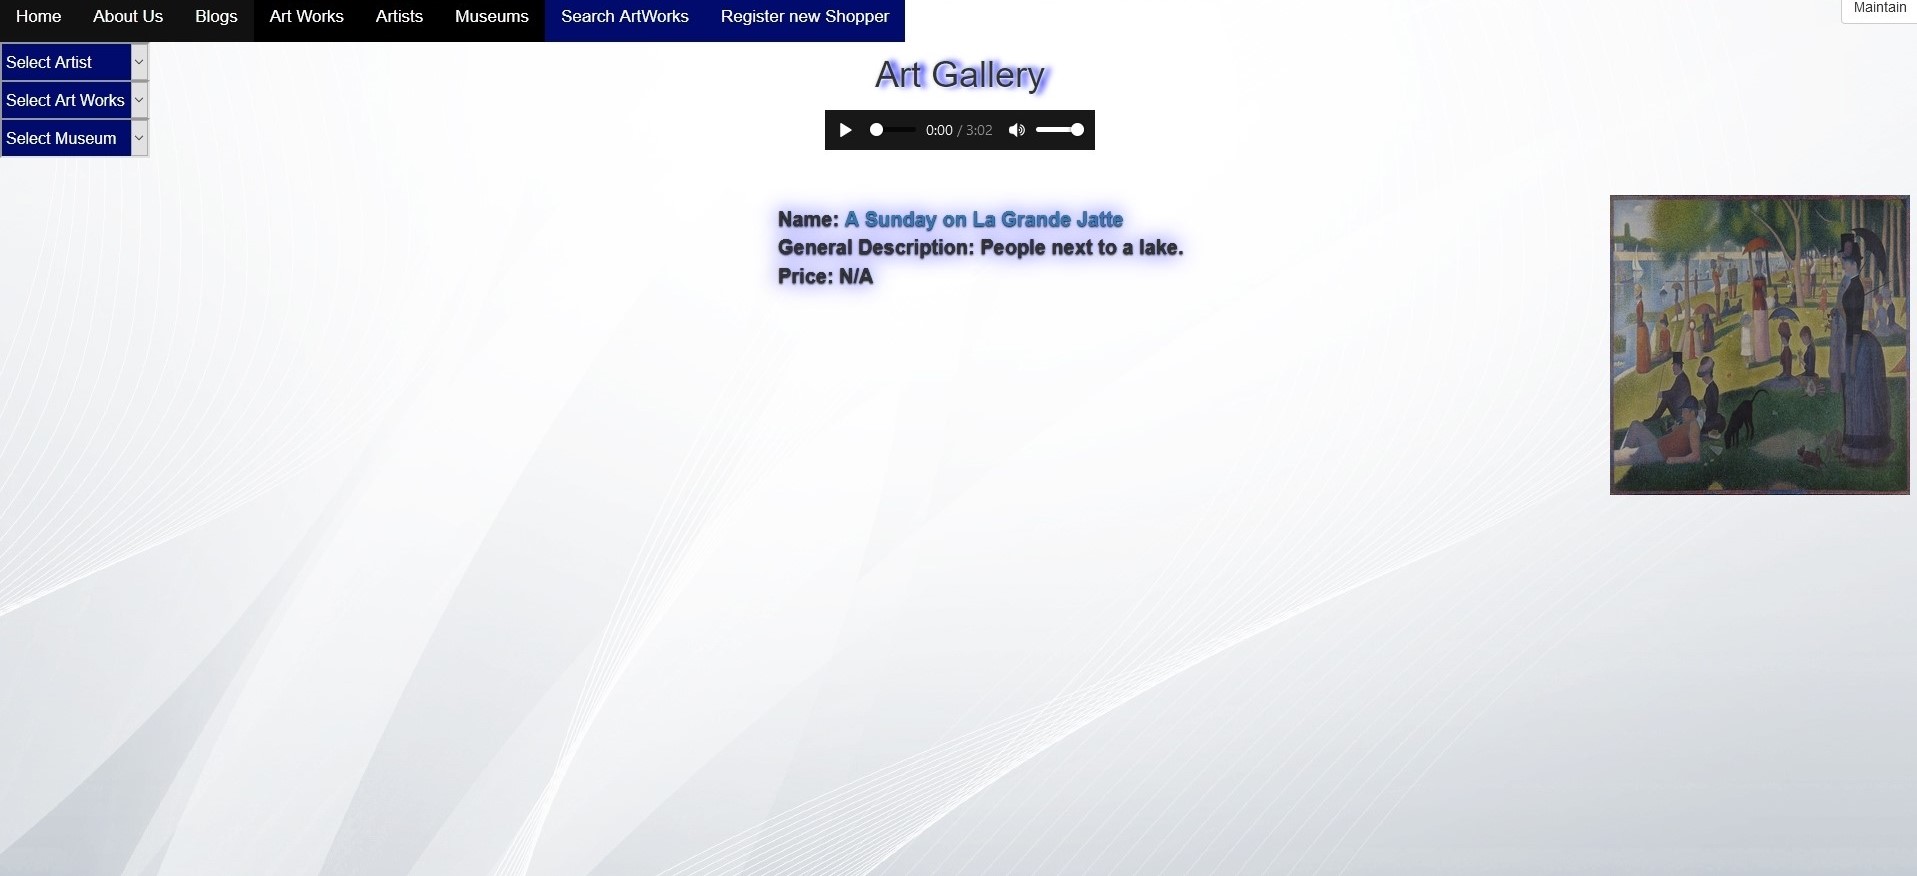 Home About Us Blogs Art Works Artists Museums Search ArtWorks Register new Shopper Maintain
Select Artist
Select Art Works
Select Museum
Art Gallery
0:00 / 3:02
Name: A Sunday on La Grande Jatte
General Description: People next to a lake.
Price: N/A